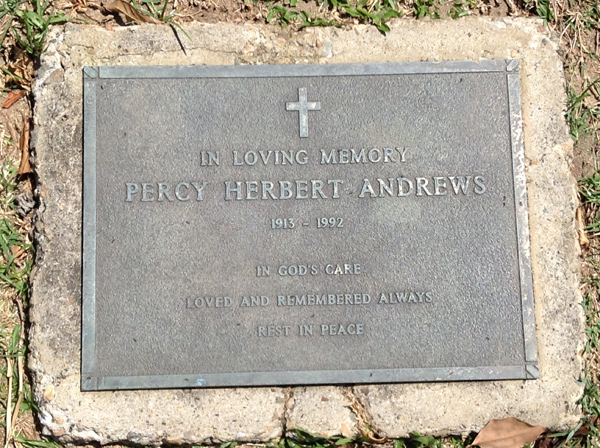 IN LOVING MEMORY
PERCY HERBERT ANDREWS
1913 - 1992
IN GOD'S CARE
LOVED AND REMEMBERED ALWAYS
REST IN PEACE